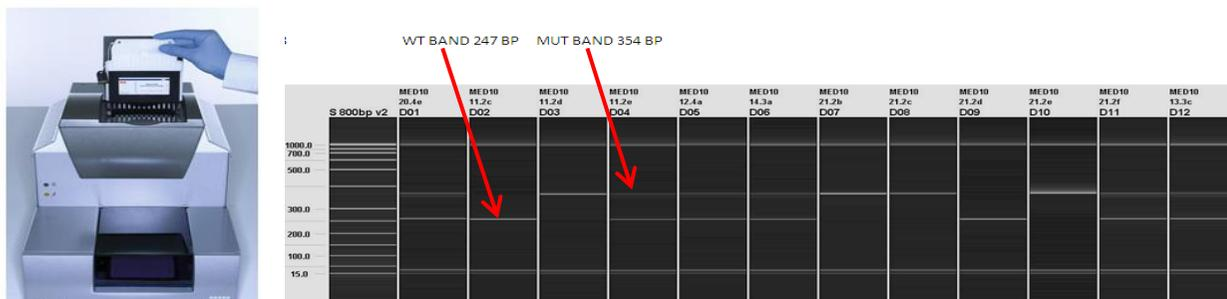 WT BAND 247 BP MUT BAND 354 BP
MED10 MED10 MED10 MED10 MED10 MED10 MED10 MED10 MED10 MED10 MED10 MED10
20.4e 11.2c 11.2d 11.2e 12.4a 14.3a 21.2b 21.2c 21.2d 21.2e 21.2f 13.3c
S 800bp v2 D01 D02 D03 D04 D05 D06 D07 D08 D09 D10 D11 D12
1000.0
700.0
500.0
300.0
200.0
100.0
15.0